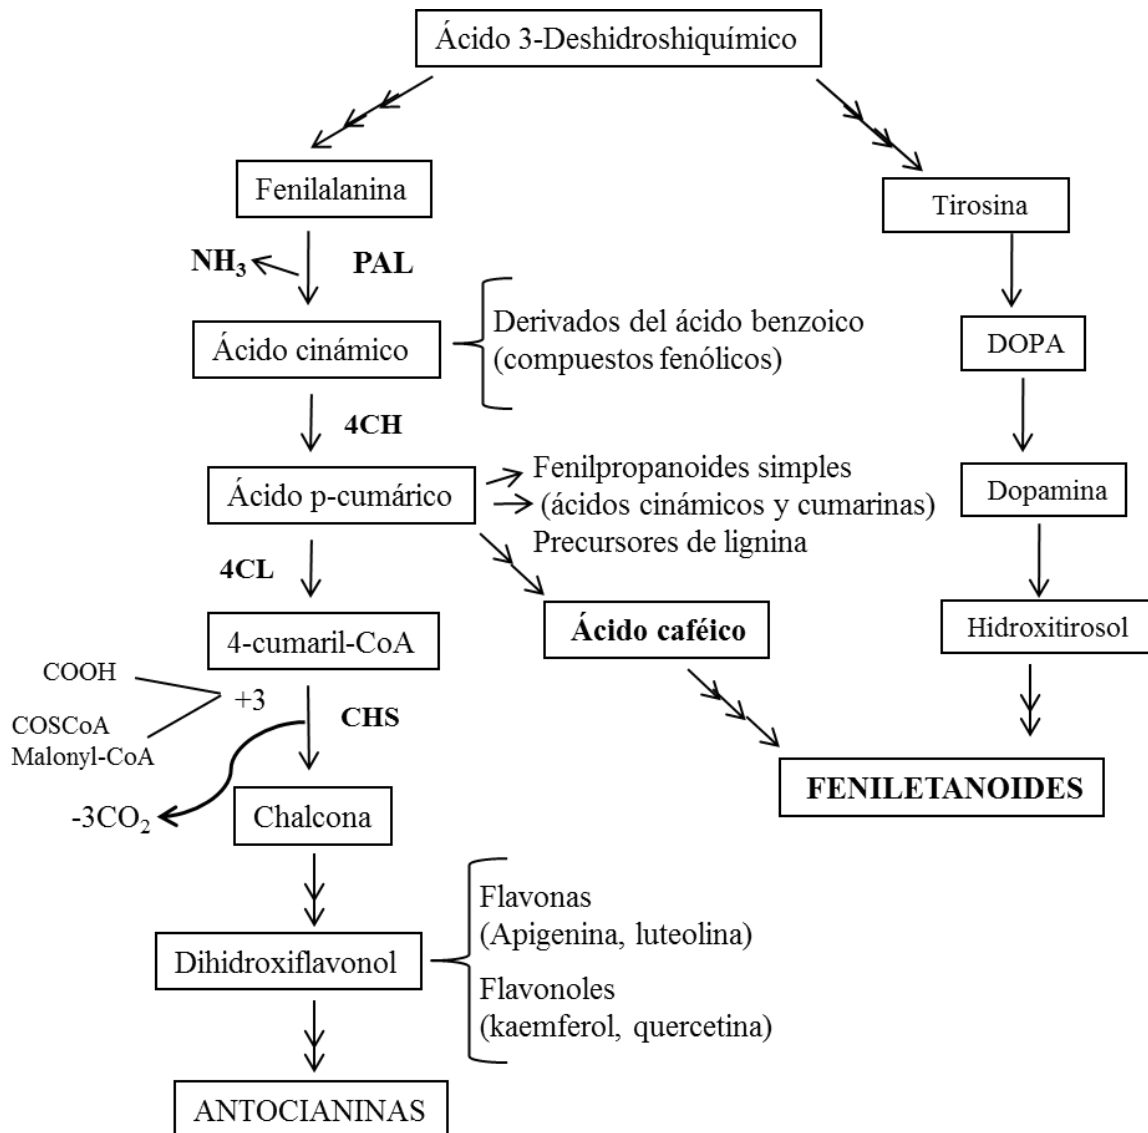 Ácido 3-Deshidroshiquímico
Fenilalanina
Tirosina
NH₃
PAL
Ácido cinámico
Derivados del ácido benzoico
(compuestos fenólicos)
DOPA
4CH
Ácido p-cumárico
Fenilpropanoides simples
(ácidos cinámicos y cumarinas)
Precursores de lignina
Dopamina
4CL
4-cumaril-CoA
Ácido caféico
Hidroxitirosol
COOH
+3
COSCoA
Malonyl-CoA
CHS
-3CO₂
Chalcona
FENILETANOIDES
Dihidroxiflavonol
Flavonas
(Apigenina, luteolina)
Flavonoles
(kaemferol, quercetina)
ANTOCIANINAS